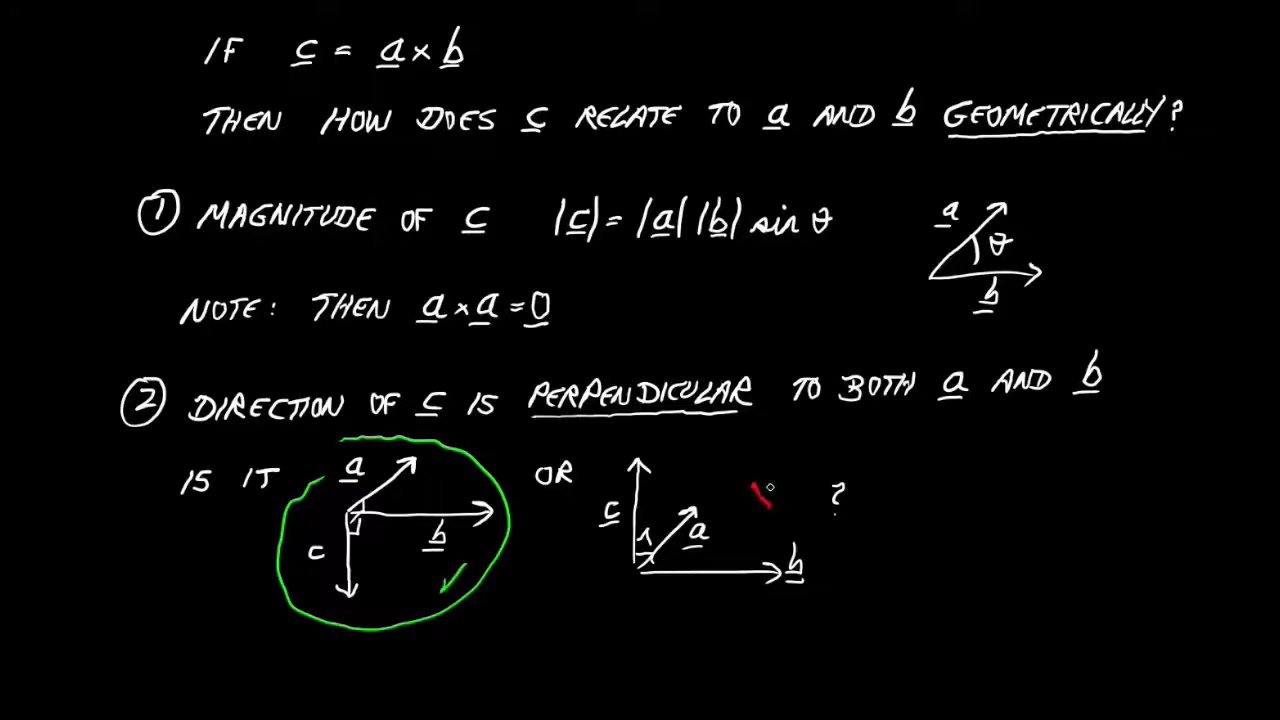 IF c = a × b
THEN HOW DOES c RELATE TO a AND b GEOMETRICALLY?
① MAGNITUDE OF c |c| = |a| |b| sin θ
a
θ
b
NOTE: THEN a × a = 0
② DIRECTION OF c IS PERPENDICULAR TO BOTH a AND b
IS IT
a
b
c
OR
c
a
b
?